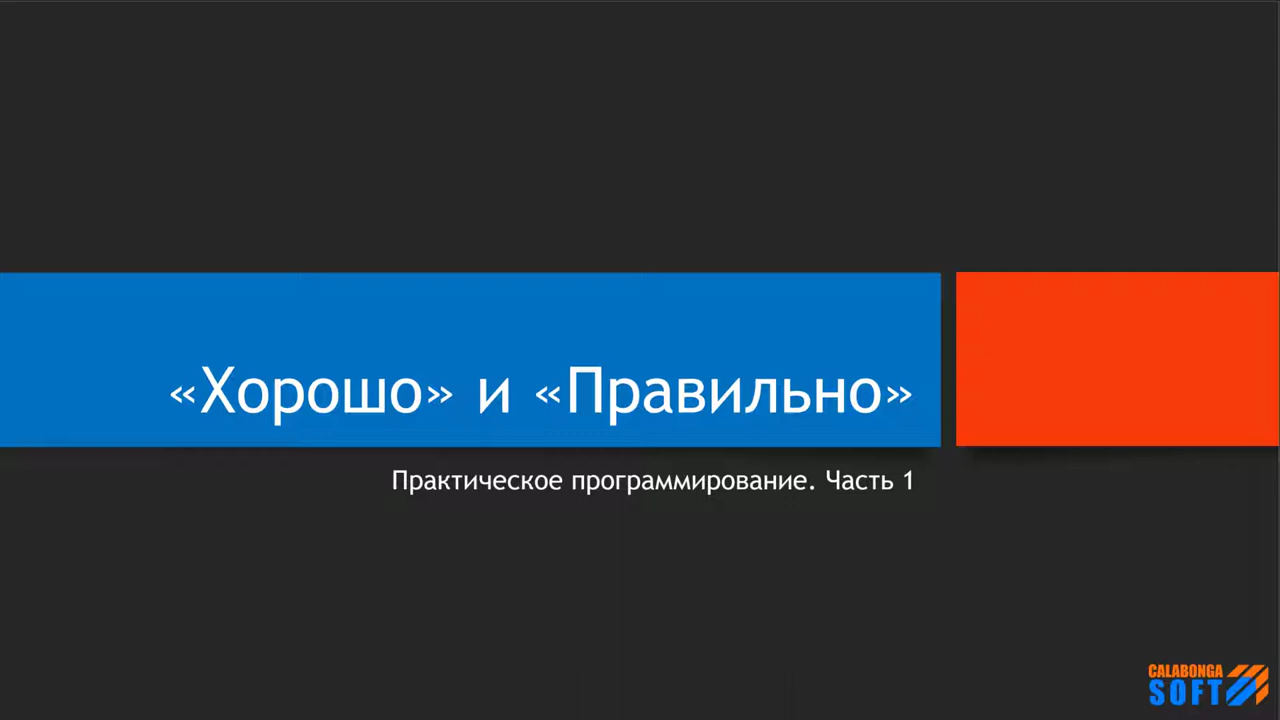 «Хорошо» и «Правильно»
Практическое программирование. Часть 1
CALABONGA
SOFT